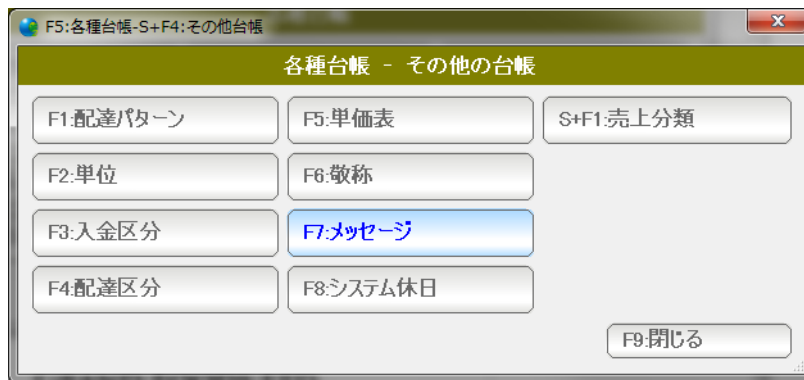 F5:各種台帳-S+F4:その他台帳
各種台帳 - その他の台帳
F1:配達パターン
F5:単価表
S+F1:売上分類
F2:単位
F6:敬称
F3:入金区分
F7:メッセージ
F4:配達区分
F8:システム休日
F9:閉じる